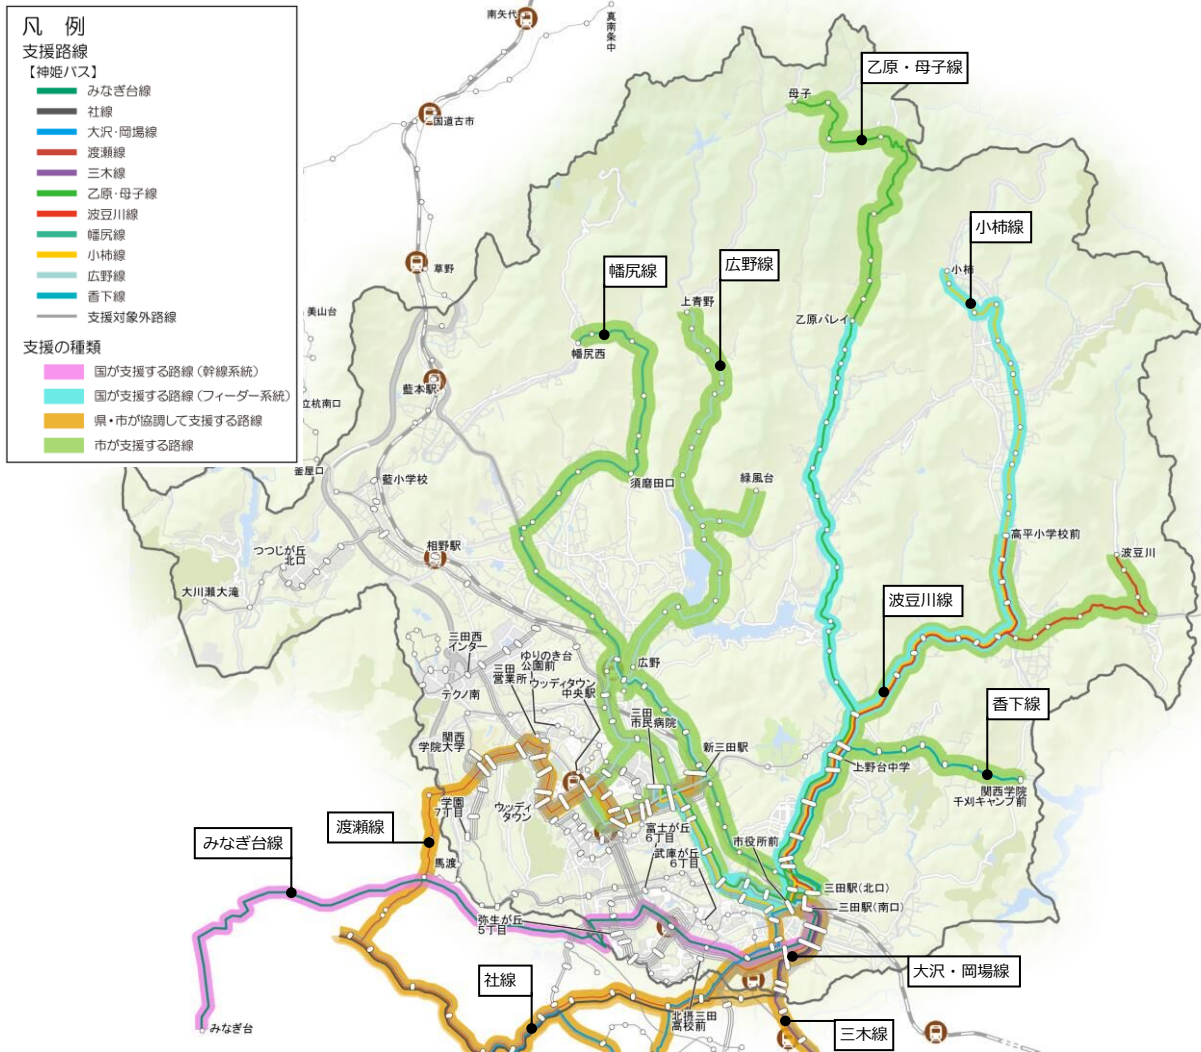 凡 例
支援路線
【神姫バス】
みなぎ台線
社線
大沢・岡場線
渡瀬線
三木線
乙原・母子線
波豆川線
幡尻線
小柿線
広野線
香下線
支援対象外路線
支援の種類
国が支援する路線(幹線系統)
国が支援する路線(フィーダー系統)
県・市が協調して支援する路線
市が支援する路線
南矢代
真南条中
国道古市
草野
美山台
立杭南口
釜屋口
藍本駅
藍小学校
相野駅
つつじが丘
北口
大川瀬大滝
母子
乙原・母子線
小柿線
小柿
幡尻線
広野線
上青野
幡尻西
乙原バレイ
須磨田口
緑風台
高平小学校前
波豆川
波豆川線
香下線
三田西
インター
テクノ南
三田
営業所
ゆりのき台
公園前
ウッディタウン
中央駅
広野
三田
市民病院
新三田駅
上野台中学
関西学院
千刈キャンプ前
関西
学院大学
学園
7丁目
ウッディ
タウン
富士が丘
6丁目
武庫が丘
6丁目
市役所前
三田駅(北口)
三田駅(南口)
渡瀬線
みなぎ台線
馬渡
弥生が丘
5丁目
社線
大沢・岡場線
北摂三田
高校前
三木線
みなぎ台